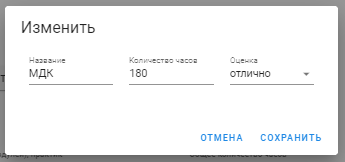 Изменить
Название Количество часов Оценка
МДК 180 отлично
ОТМЕНА СОХРАНИТЬ